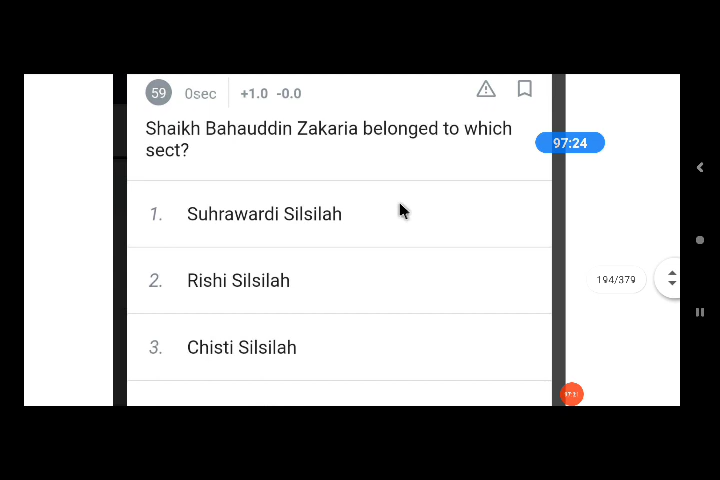 59 0sec +1.0 -0.0
Shaikh Bahauddin Zakaria belonged to which
sect?
97:24
1. Suhrawardi Silsilah
2. Rishi Silsilah
194/379
3. Chisti Silsilah